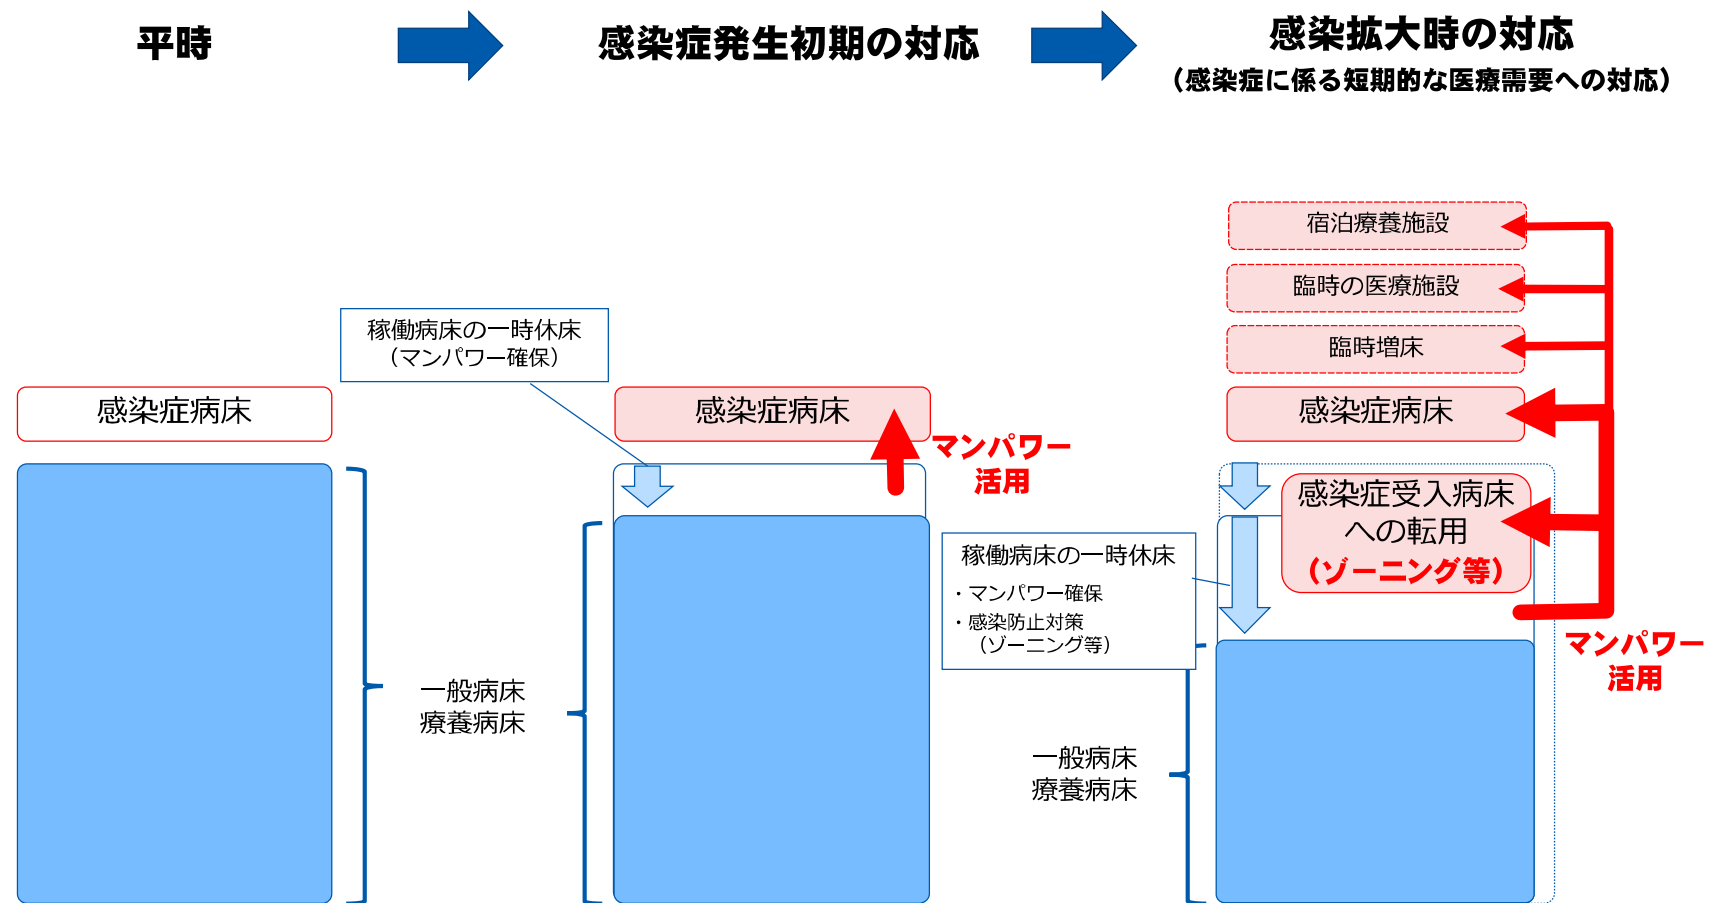 平時
感染症発生初期の対応
感染拡大時の対応
（感染症に係る短期的な医療需要への対応）
感染症病床
稼働病床の一時休床
（マンパワー確保）
一般病床
療養病床
感染症病床
マンパワー
活用
宿泊療養施設
臨時の医療施設
臨時増床
感染症病床
感染症受入病床
への転用
（ゾーニング等）
稼働病床の一時休床
・マンパワー確保
・感染防止対策
（ゾーニング等）
マンパワー
活用
一般病床
療養病床